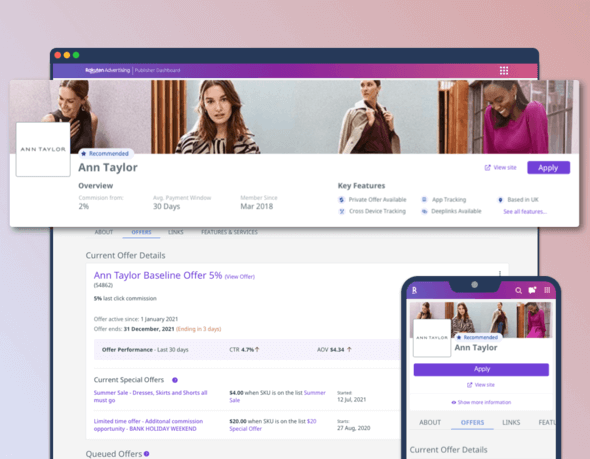 Rakuten Advertising | Publisher Dashboard
ANN TAYLOR
Recommended
Ann Taylor
View site
Apply
Overview
Commision from:
2%
Avg. Payment Window
30 Days
Member Since
Mar 2018
Key Features
Private Offer Available
App Tracking
Based in UK
Cross Device Tracking
Deeplinks Available
See all features...
ABOUT
OFFERS
LINKS
FEATURES & SERVICES
Current Offer Details
Ann Taylor Baseline Offer 5% (View Offer)
(54862)
5% last click commission
Offer active since: 1 January 2021
Offer ends: 31 December, 2021 (Ending in 3 days)
Offer Performance - Last 30 days
CTR 4.7%↑
AOV $4.34 ↑
Current Special Offers
Summer Sale - Dresses, Skirts and Shorts all
must go
$4.00 when SKU is on the list Summer
Sale
Started:
12 Jul, 2021
Limited time offer - Additonal commission
opportunity - BANK HOLIDAY WEEKEND
$20.00 when SKU is on the list $20
Special Offer
Starts:
27 Aug, 2020
Queued Offers
R
ANN TAYLOR
Recommended
Ann Taylor
Apply
View site
Show more information
ABOUT
OFFERS
LINKS
FEATU
Current Offer Details